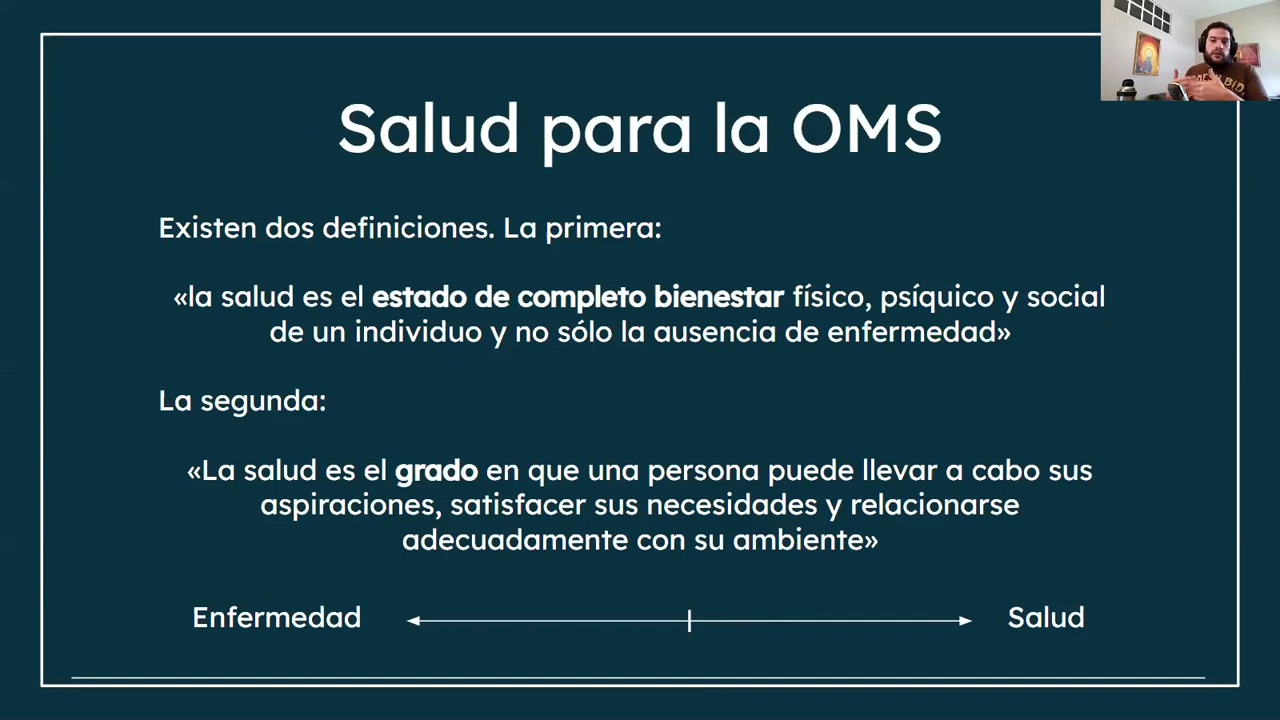 Salud para la OMS
Existen dos definiciones. La primera:
«la salud es el estado de completo bienestar físico, psíquico y social
de un individuo y no sólo la ausencia de enfermedad»
La segunda:
«La salud es el grado en que una persona puede llevar a cabo sus
aspiraciones, satisfacer sus necesidades y relacionarse
adecuadamente con su ambiente»
Enfermedad
Salud